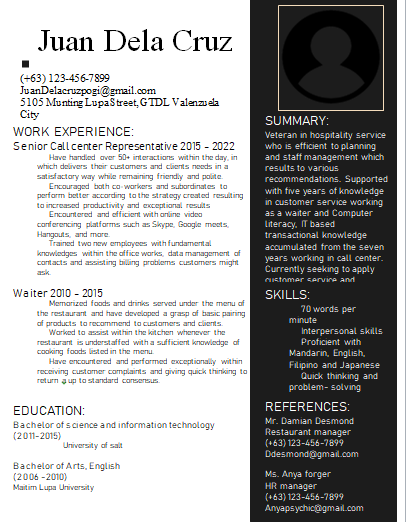 Juan Dela Cruz
(+63) 123-456-7899
JuanDelacruzpogi@gmail.com
5105 Munting Lupa Street, GTDL Valenzuela
City
WORK EXPERIENCE:
Senior Call center Representative 2015 - 2022
Have handled over 50+ interactions within the day, in
which delivers their customers and clients needs in a
satisfactory way while remaining friendly and polite.
Encouraged both co-workers and subordinates to
perform better according to the strategy created resulting
to increased productivity and exceptional results
Encountered and efficient with online video
conferencing platforms such as Skype, Google meets,
Hangouts, and more.
Trained two new employees with fundamental
knowledges within the office works, data management of
contacts and assisting billing problems customers might
ask.
Waiter 2010 - 2015
Memorized foods and drinks served under the menu of
the restaurant and have developed a grasp of basic pairing
of products to recommend to customers and clients.
Worked to assist within the kitchen whenever the
restaurant is understaffed with a sufficient knowledge of
cooking foods listed in the menu.
Have encountered and performed exceptionally within
receiving customer complaints and giving quick thinking to
return it up to standard consensus.
EDUCATION:
Bachelor of science and information technology
(2011-2015)
University of salt
Bachelor of Arts, English
(2006 -2010)
Maitim Lupa University
SUMMARY:
Veteran in hospitality service
who is efficient to planning
and staff management which
results to various
recommendations. Supported
with five years of knowledge
in customer service working
as a waiter and Computer
literacy, IT based
transactional knowledge
accumulated from the seven
years working in call center.
Currently seeking to apply
customer service and
SKILLS:
70 words per
minute
Interpersonal skills
Proficient with
Mandarin, English,
Filipino and Japanese
Quick thinking and
problem- solving
REFERENCES:
Mr. Damian Desmond
Restaurant manager
(+63)123-456-7899
Ddesmond@gmail.com
Ms. Anya forger
HR manager
(+63)123-456-7899
Anyapsychic@gmail.com